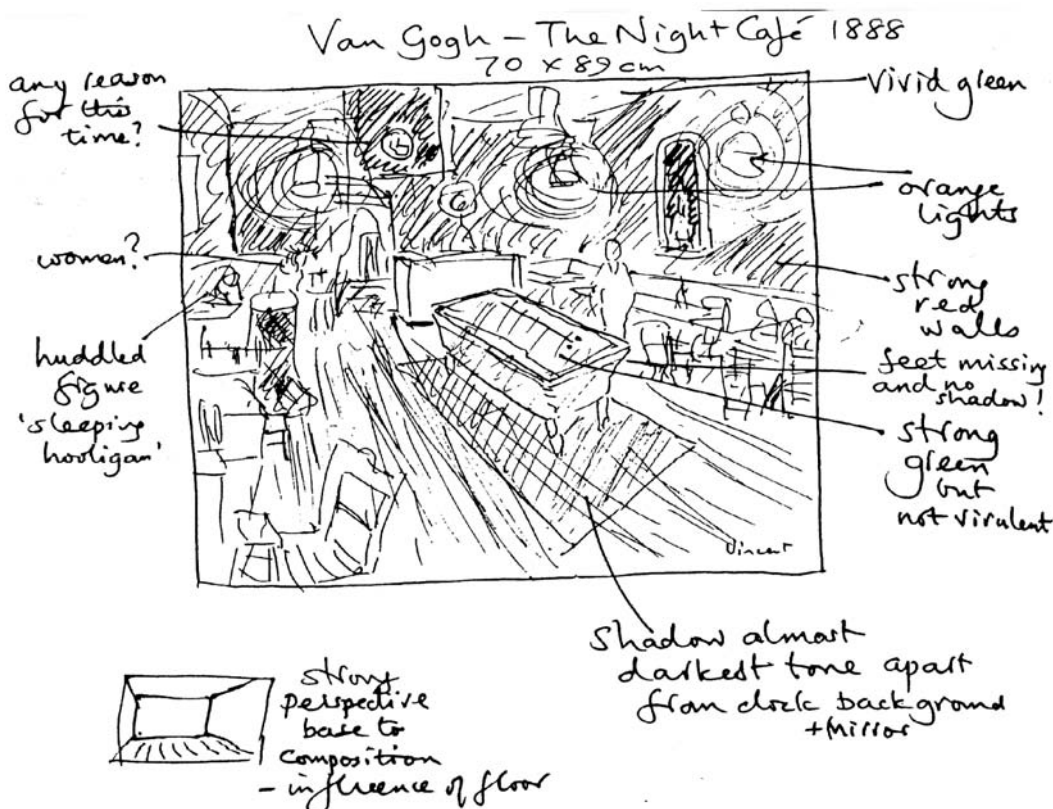 Van Gogh – The Night Café 1888
70 x 89 cm
any reason
for this
time?
vivid green
orange
lights
women?
strong
red
walls
huddled
figure
'sleeping
hooligan'
feet missing
and no
shadow!
strong
green
but
not virulent
Vincent
Shadow almost
darkest tone apart
from clock background
+ Mirror
strong
perspective
base to
composition
– influence of floor